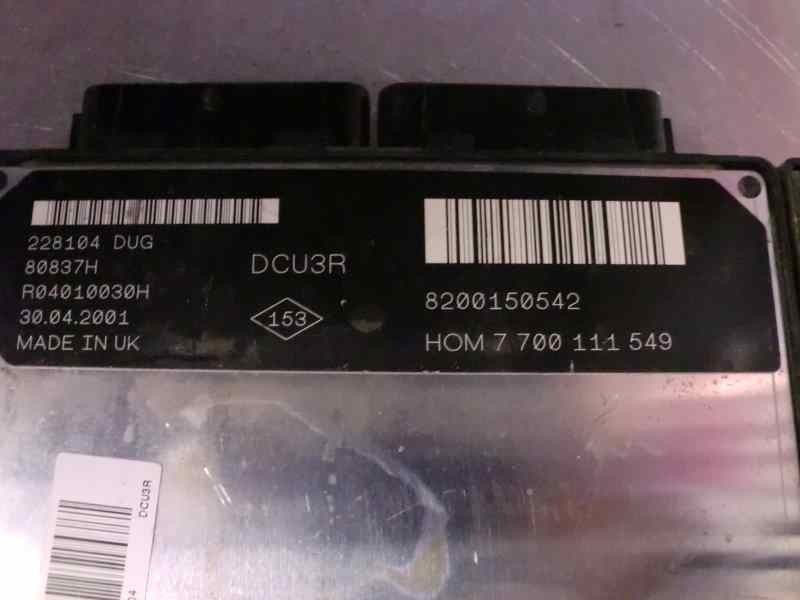 228104 DUG
80837H
R04010030H
30.04.2001
MADE IN UK
DCU3R
153
8200150542
HOM 7 700 111 549
DCU3R
04